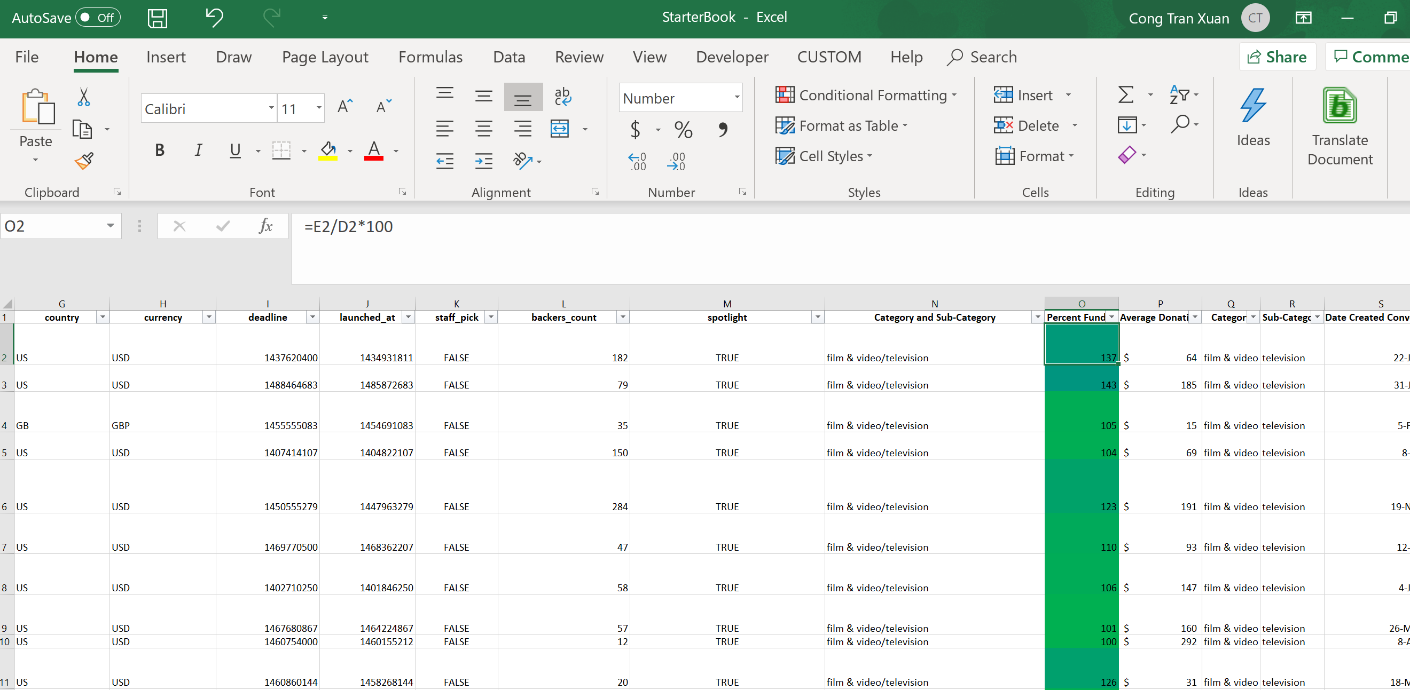 AutoSave Off StarterBook - Excel Cong Tran Xuan CT
File Home Insert Draw Page Layout Formulas Data Review View Developer CUSTOM Help Search Share Comme
Paste
Clipboard
Calibri 11
B I U A
Font
ab
Alignment
Number
$ % ,
Number
Conditional Formatting
Format as Table
Cell Styles
Styles
Insert
Delete
Format
Cells
Editing
Ideas
Ideas
Translate
Document
O2 fx =E2/D2*100
G H I J K L M N O P Q R S
1 country currency deadline launched_at staff_pick backers_count spotlight Category and Sub-Category Percent Fund Average Donati Categor Sub-Catego Date Created Conv
2 US USD 1437620400 1434931811 FALSE 182 TRUE film & video/television 137 $ 64 film & video television 22-J
3 US USD 1488464683 1485872683 FALSE 79 TRUE film & video/television 143 $ 185 film & video television 31-J
4 GB GBP 1455555083 1454691083 FALSE 35 TRUE film & video/television 105 $ 15 film & video television 5-F
5 US USD 1407414107 1404822107 FALSE 150 TRUE film & video/television 104 $ 69 film & video television 8-
6 US USD 1450555279 1447963279 FALSE 284 TRUE film & video/television 123 $ 191 film & video television 19-N
7 US USD 1469770500 1468362207 FALSE 47 TRUE film & video/television 110 $ 93 film & video television 12-
8 US USD 1402710250 1401846250 FALSE 58 TRUE film & video/television 106 $ 147 film & video television 4-J
9 US USD 1467680867 1464224867 FALSE 57 TRUE film & video/television 101 $ 160 film & video television 26-M
10 US USD 1460754000 1460155212 FALSE 12 TRUE film & video/television 100 $ 292 film & video television 8-A
11 US USD 1460860144 1458268144 FALSE 20 TRUE film & video/television 126 $ 31 film & video television 18-M